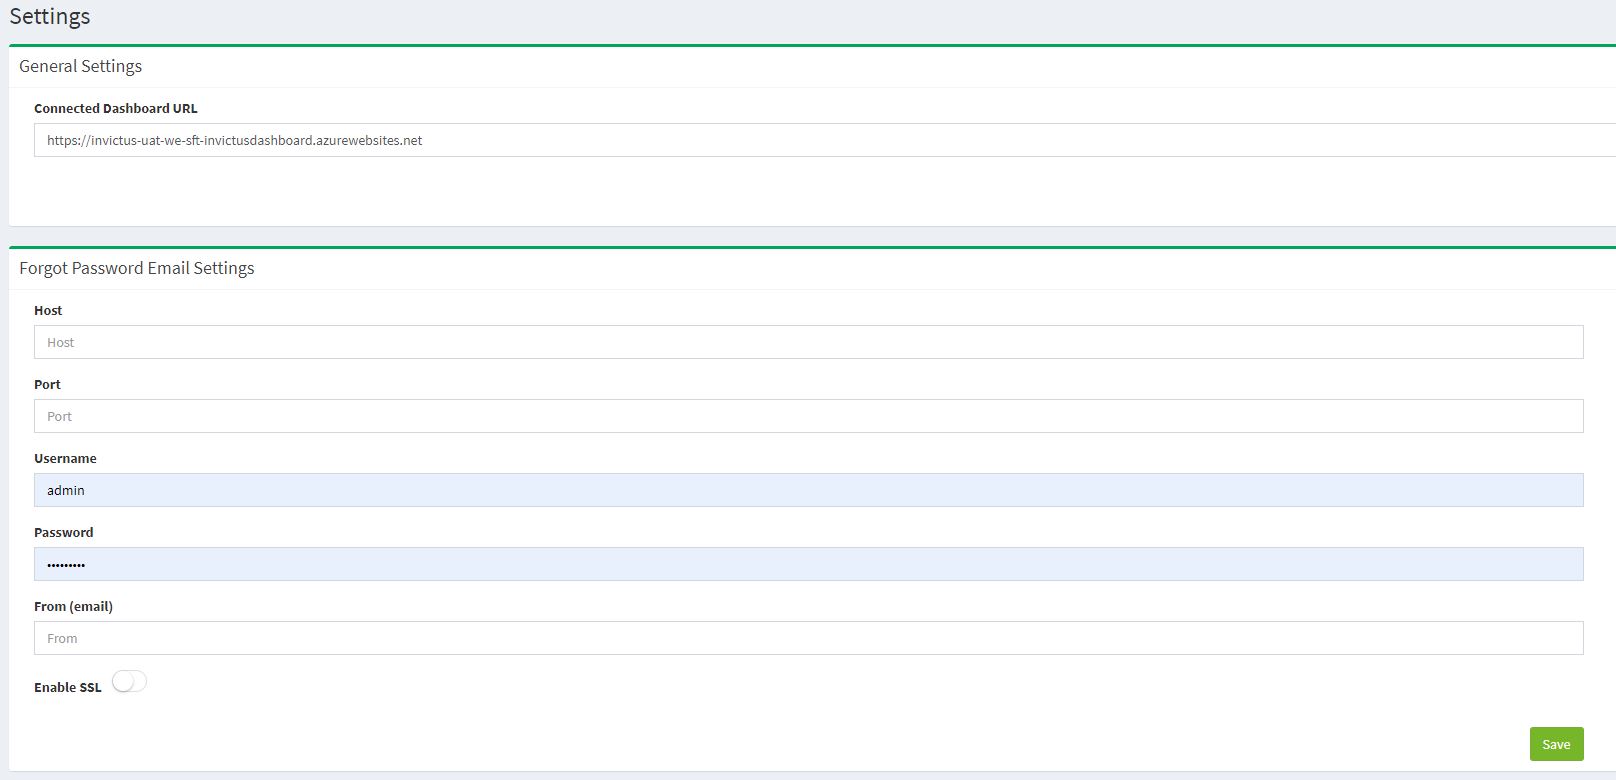 Settings
General Settings
Connected Dashboard URL
https://invictus-uat-we-sft-invictusdashboard.azurewebsites.net
Forgot Password Email Settings
Host
Host
Port
Port
Username
admin
Password
•••••••••
From (email)
From
Enable SSL
Save